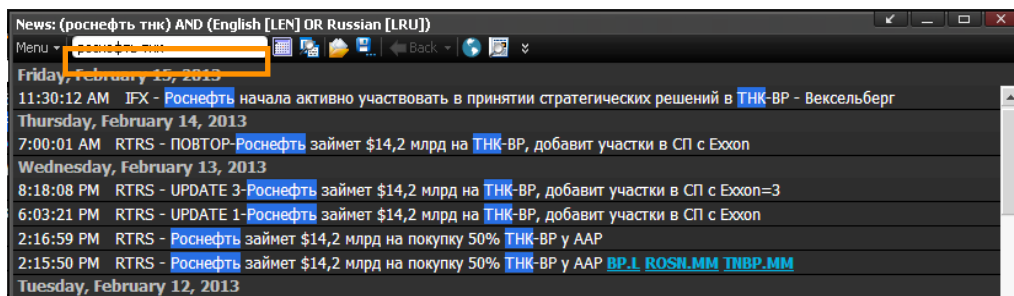 News: (роснефть тнк) AND (English [LEN] OR Russian [LRU])
Menu роснефть тнк Back
Friday, February 15, 2013
11:30:12 AM IFX - Роснефть начала активно участвовать в принятии стратегических решений в ТНК-ВР - Вексельберг
Thursday, February 14, 2013
7:00:01 AM RTRS - ПОВТОР-Роснефть займет $14,2 млрд на ТНК-ВР, добавит участки в СП с Exxon
Wednesday, February 13, 2013
8:18:08 PM RTRS - UPDATE 3-Роснефть займет $14,2 млрд на ТНК-ВР, добавит участки в СП с Exxon=3
6:03:21 PM RTRS - UPDATE 1-Роснефть займет $14,2 млрд на ТНК-ВР, добавит участки в СП с Exxon
2:16:59 PM RTRS - Роснефть займет $14,2 млрд на покупку 50% ТНК-ВР у ААР
2:15:50 PM RTRS - Роснефть займет $14,2 млрд на покупку 50% ТНК-ВР у ААР BP.L ROSN.MM TNBP.MM
Tuesday, February 12, 2013